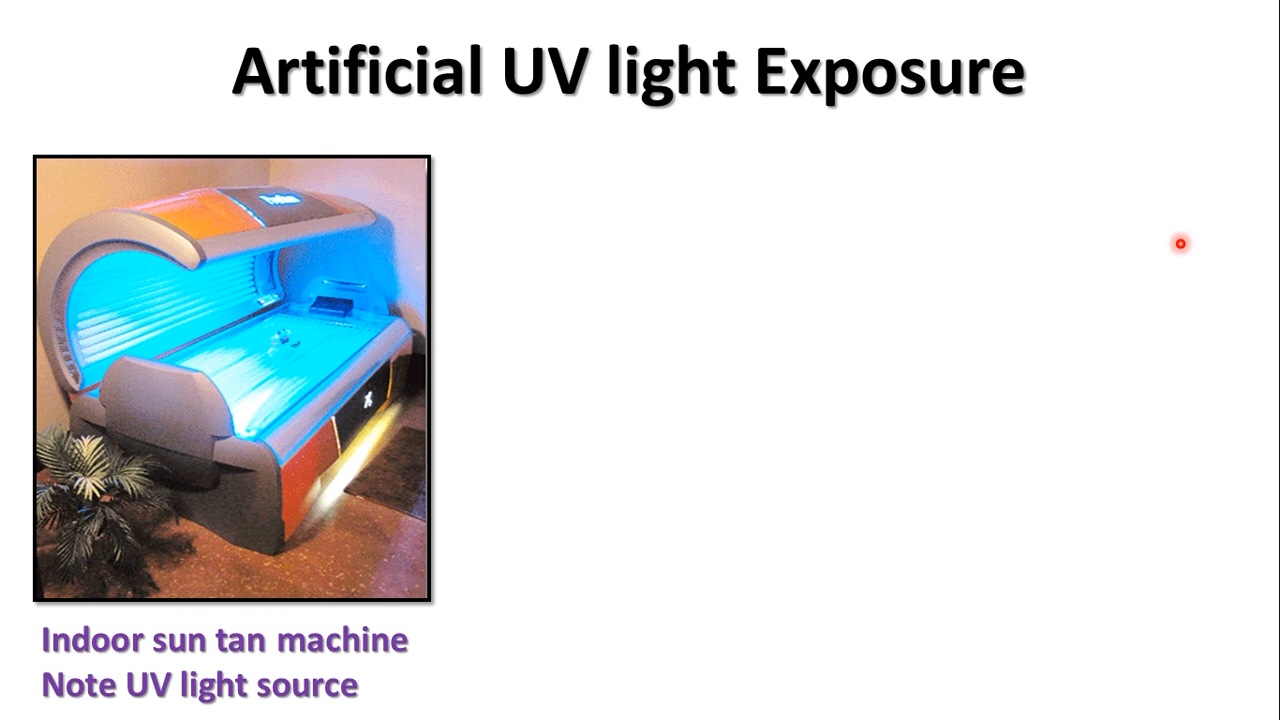 Artificial UV light Exposure
Indoor sun tan machine
Note UV light source